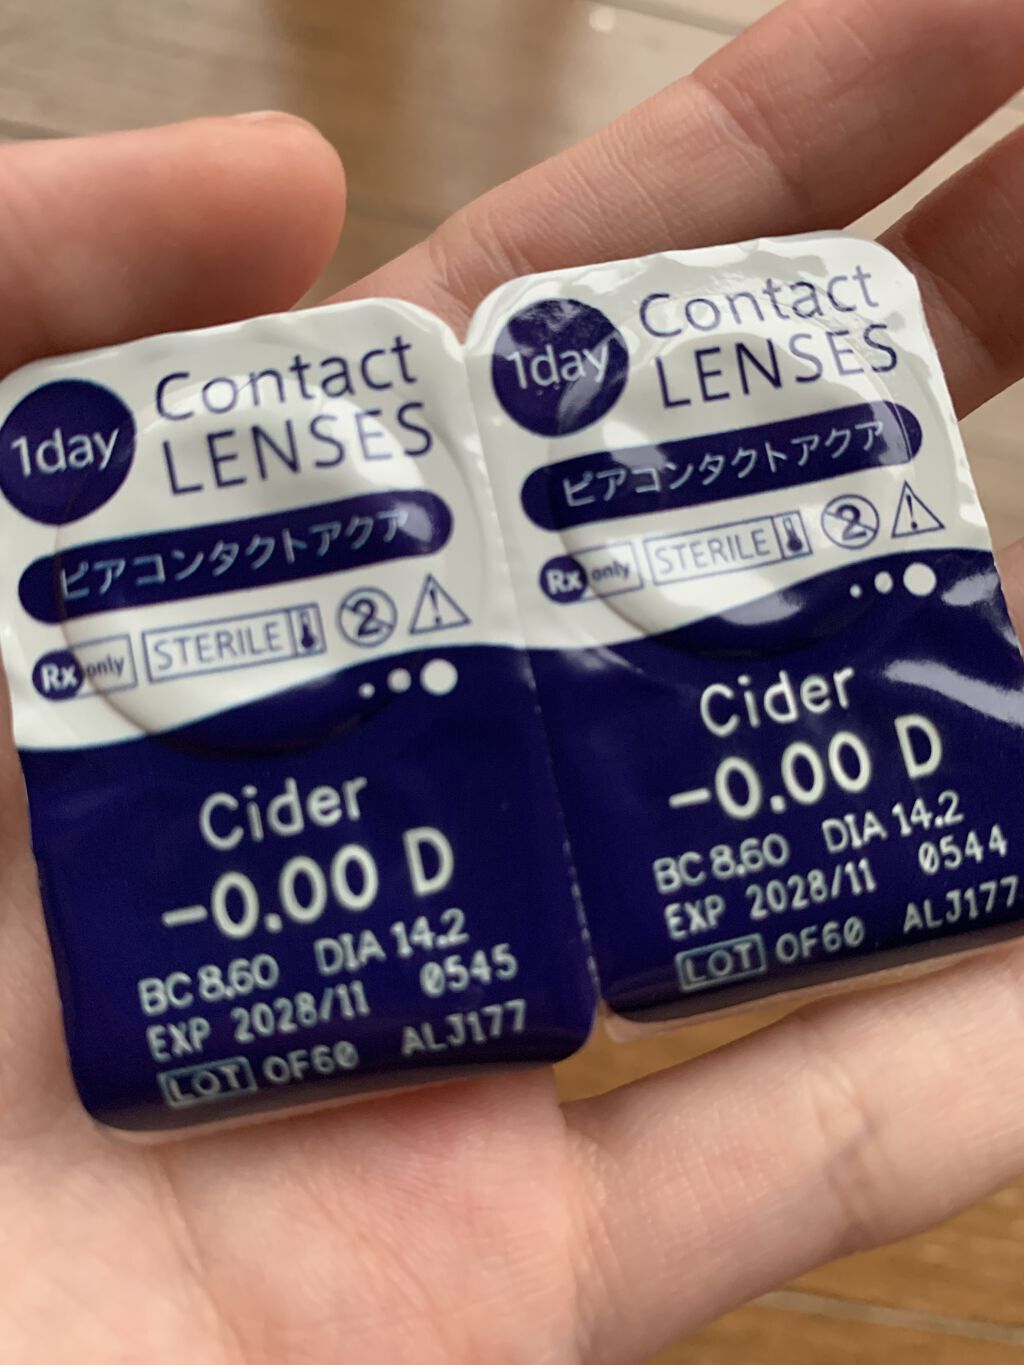 1day
Contact
LENSES
ピアコンタクトアクア
Rx only
STERILE
2
Cider
-0.00 D
BC 8.60 DIA 14.2
EXP 2028/11 0545
LOT OF60 ALJ177
1day
Contact
LENSES
ピアコンタクトアクア
Rx only
STERILE
2
Cider
-0.00 D
BC 8.60 DIA 14.2
EXP 2028/11 0544
LOT OF60 ALJ177